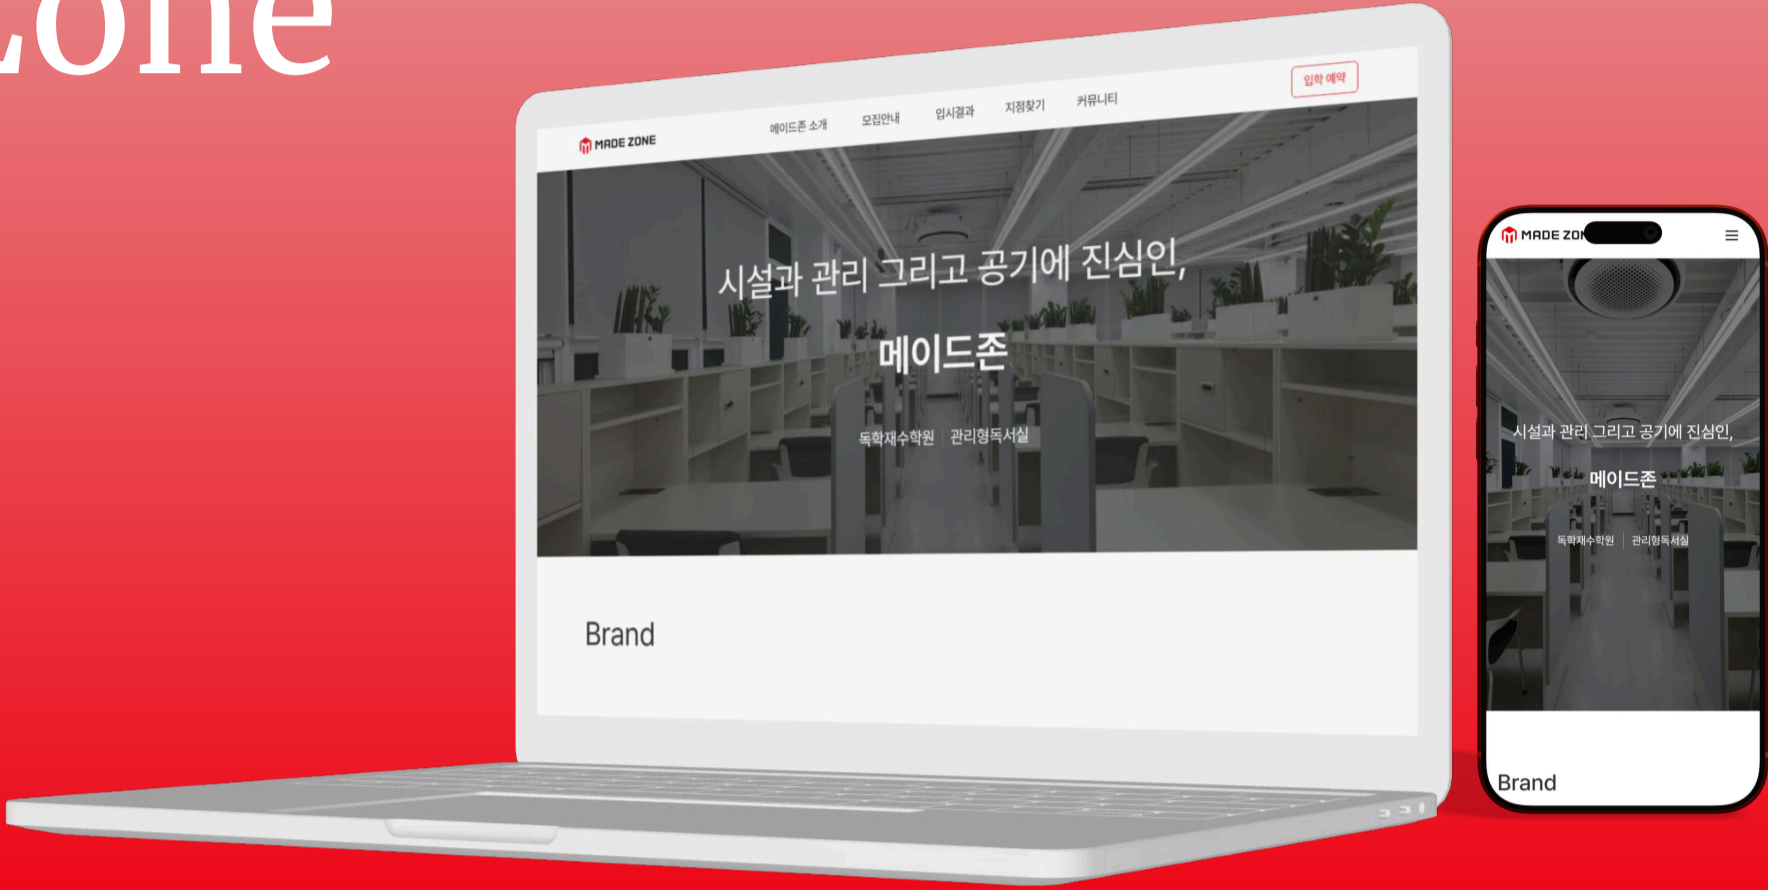 zone
MADE ZONE
메이드존 소개
모집안내
입시결과
지점찾기
커뮤니티
입학 예약
시설과 관리 그리고 공기에 진심인,
메이드존
독학재수학원 | 관리형독서실
Brand
MADE ZON
시설과 관리 그리고 공기에 진심인,
메이드존
독학재수학원 | 관리형독서실
Brand